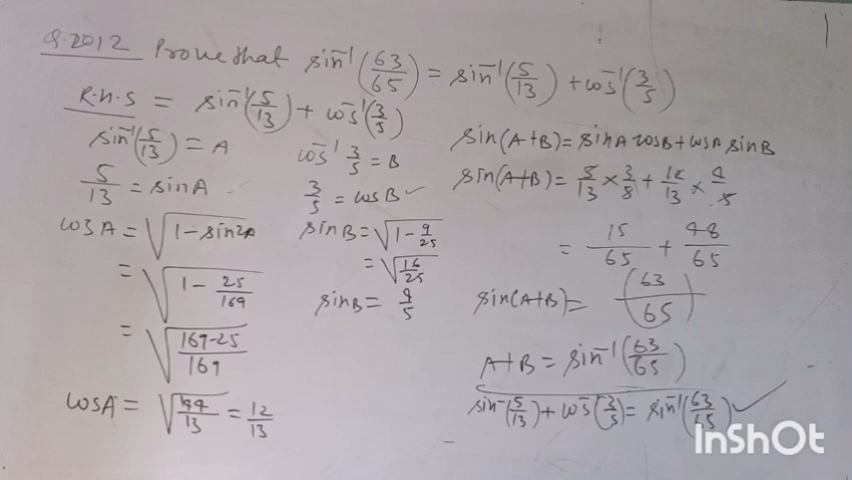 Q.2012 Prove that sin⁻¹(63/65) = sin⁻¹(5/13) + cos⁻¹(3/5)
R.H.S = sin⁻¹(5/13) + cos⁻¹(3/5)
sin⁻¹(5/13) = A
5/13 = sinA
cosA = √(1-sin2A)
= √(1 - 25/169)
= √((169-25)/169)
cosA = √(144/13) = 12/13
cos⁻¹ 3/5 = B
3/5 = cosB ✓
sinB = √(1 - 9/25)
= √(16/25)
sinB = 4/5
sin(A+B) = sinA cosB + cosA sinB
sin(A+B) = 5/13 × 3/5 + 12/13 × 4/5
= 15/65 + 48/65
sin(A+B) = (63/65)
A+B = sin⁻¹(63/65)
sin⁻(5/13) + cos⁻(3/5) = sin⁻¹(63/65) ✓
InShOt